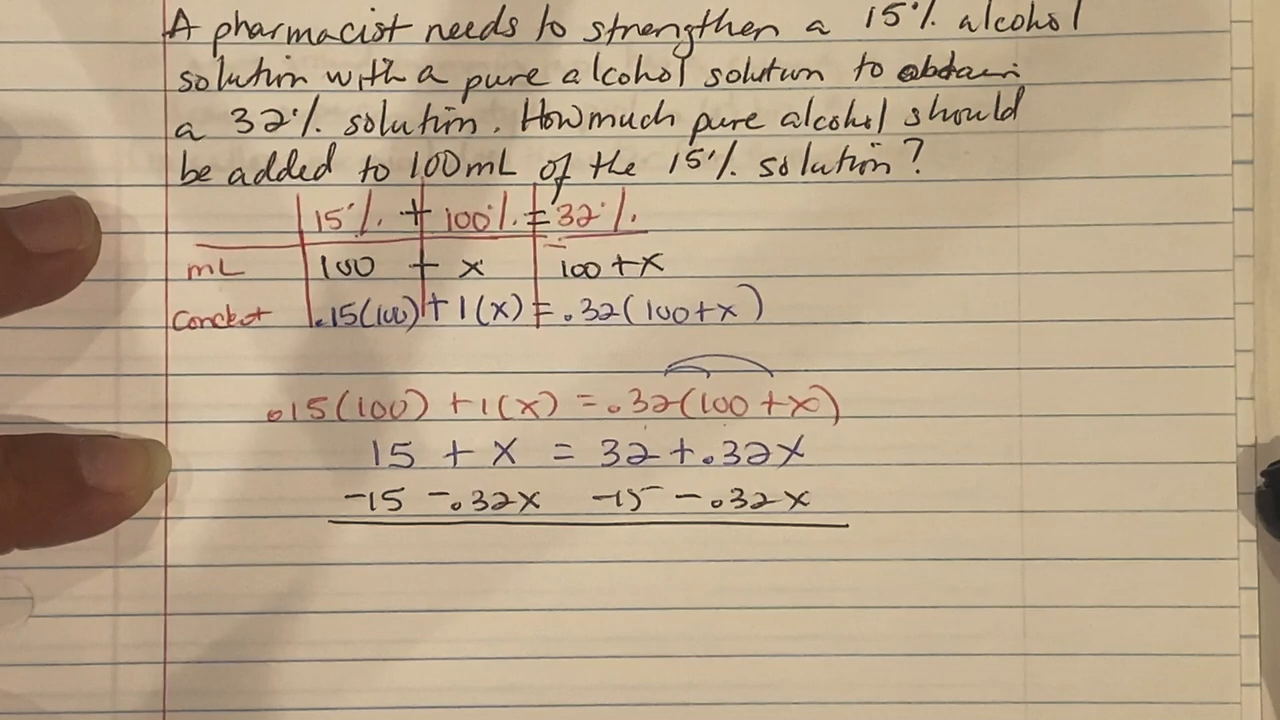 A pharmacist needs to strengthen a 15% alcohol
solution with a pure alcohol solution to obtain
a 32% solution. How much pure alcohol should
be added to 100mL of the 15% solution?
15% + 100% = 32%
mL 100 + x 100 + x
.15(100) + 1(x) = .32(100+x)
.15(100) + 1(x) = .32(100+x)
15 + x = 32 + .32x
-15 -.32x -15 -.32x